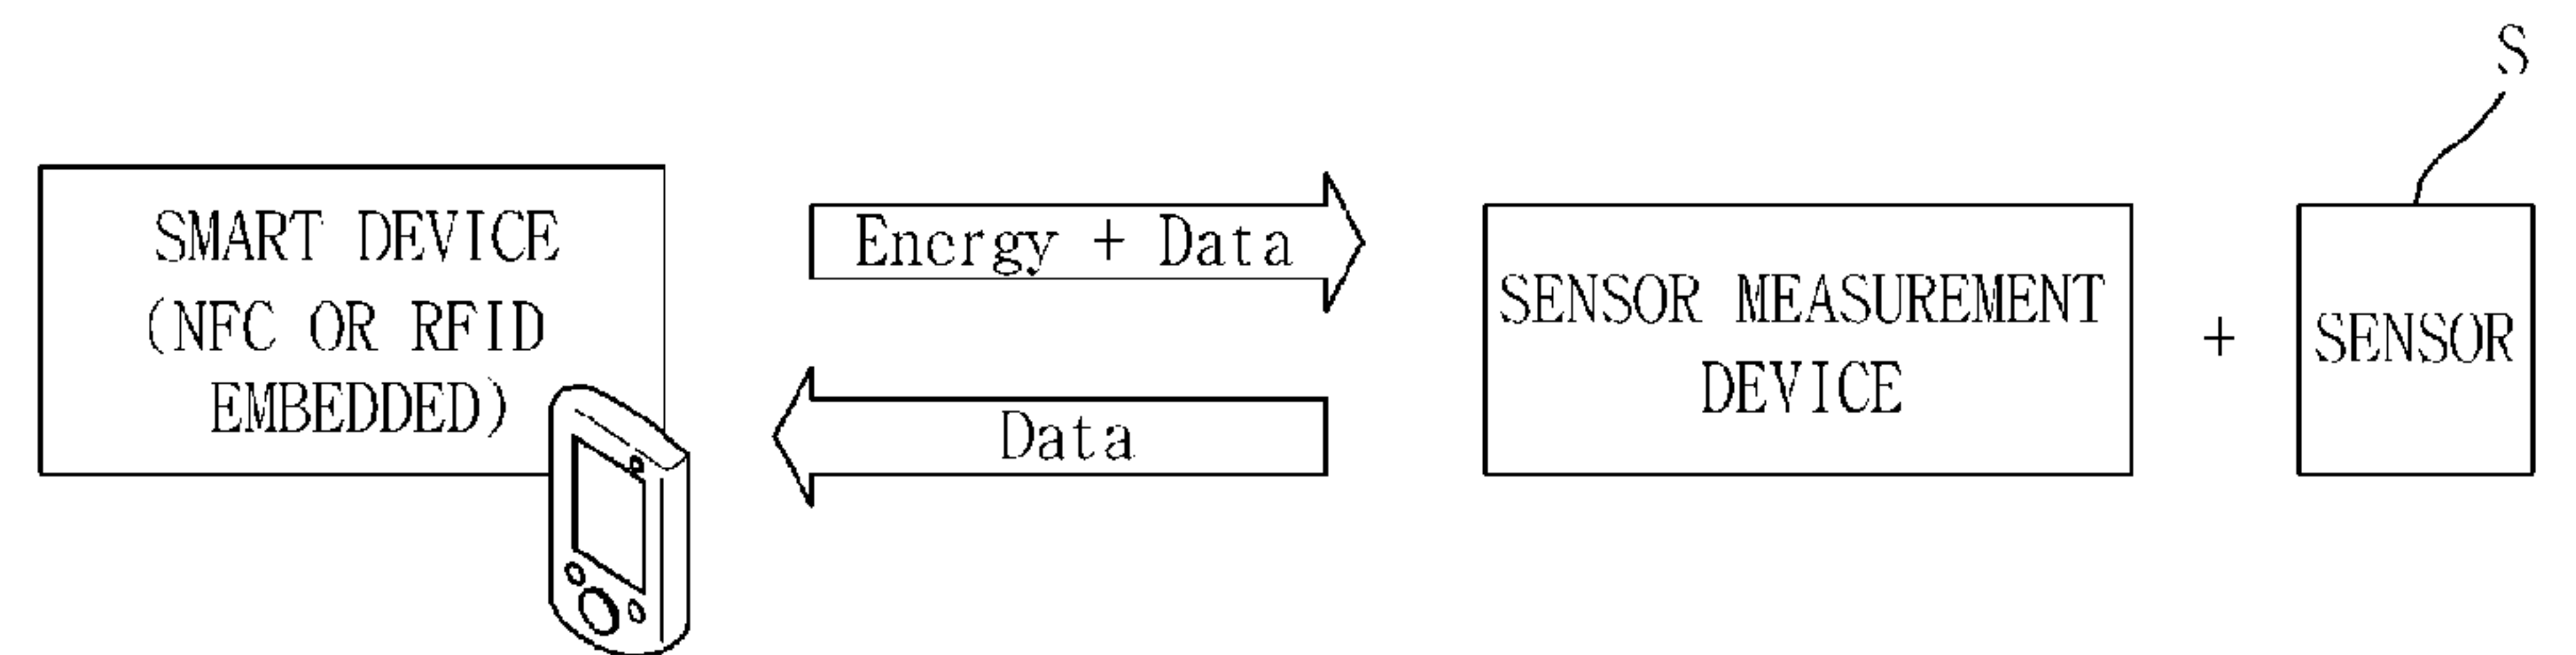 S
SMART DEVICE
(NFC OR RFID
EMBEDDED)
Energy + Data
Data
SENSOR MEASUREMENT
DEVICE
+
SENSOR